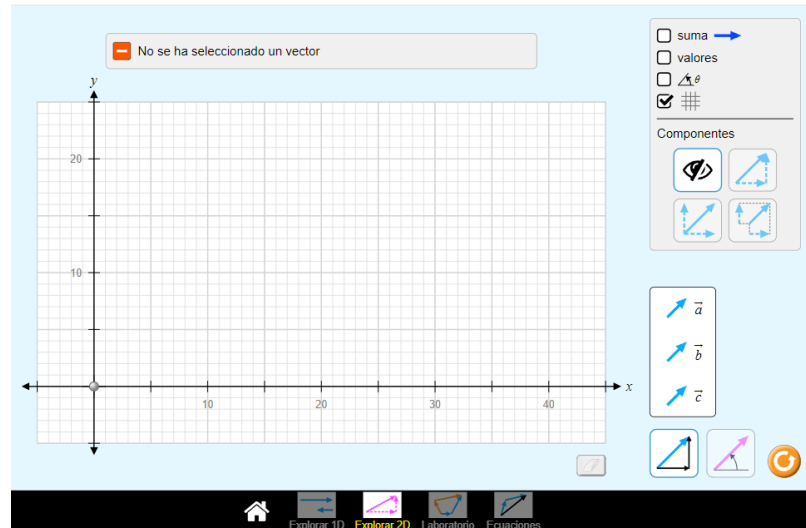 No se ha seleccionado un vector
suma
valores
θ
Componentes
y
20
10
10
20
30
40
x
a
b
c
Explorar 1D
Explorar 2D
Laboratorio
Ecuaciones